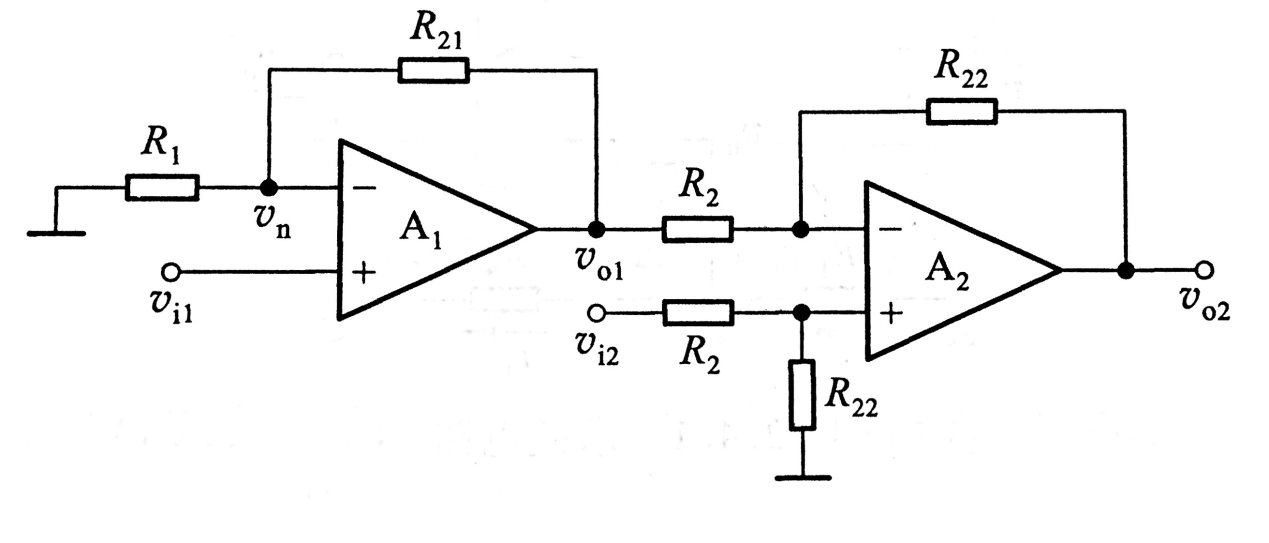 R21
R22
R1
−
vn
A1
+
vi1
vo1
R2
−
A2
+
vi2
R2
vo2
R22